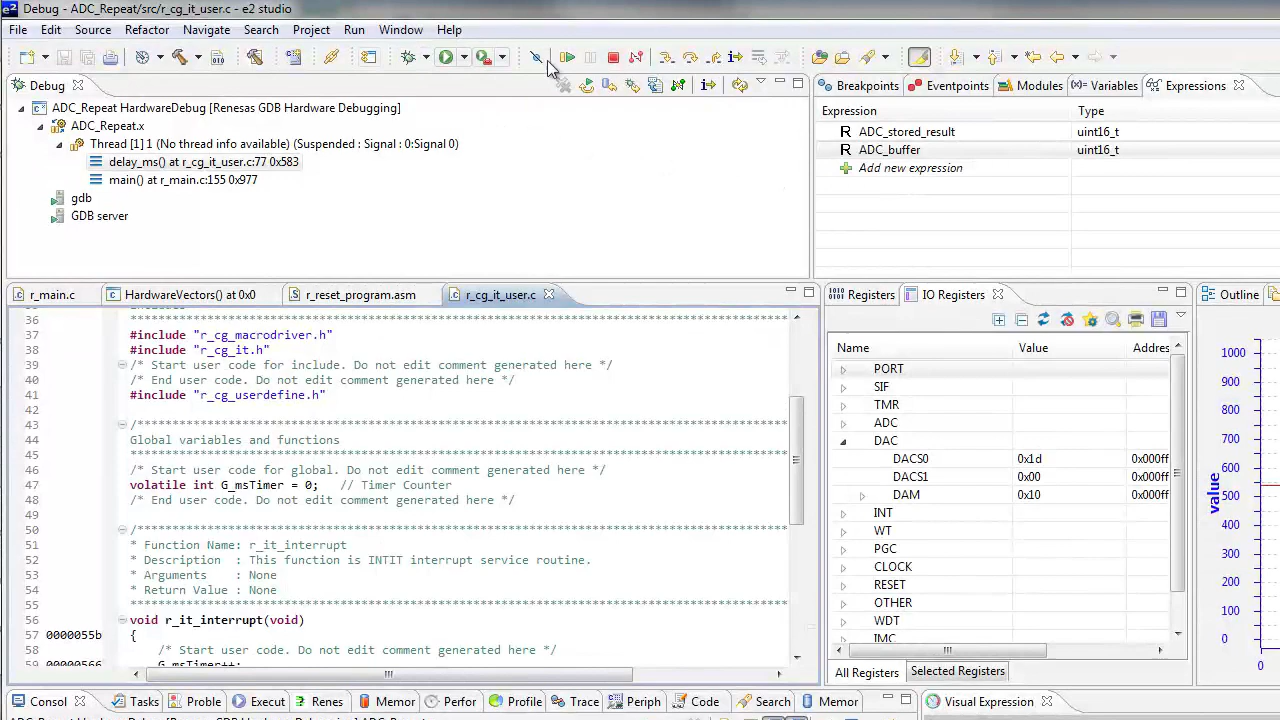 Debug - ADC_Repeat/src/r_cg_it_user.c - e2 studio
File Edit Source Refactor Navigate Search Project Run Window Help
Debug
ADC_Repeat HardwareDebug [Renesas GDB Hardware Debugging]
ADC_Repeat.x
Thread [1] 1 (No thread info available) (Suspended : Signal : 0:Signal 0)
delay_ms() at r_cg_it_user.c:77 0x583
main() at r_main.c:155 0x977
gdb
GDB server
Breakpoints Eventpoints Modules (x)= Variables Expressions
Expression Type
ADC_stored_result uint16_t
ADC_buffer uint16_t
Add new expression
r_main.c HardwareVectors() at 0x0 r_reset_program.asm r_cg_it_user.c
36 ****************************************************************************************
37 #include "r_cg_macrodriver.h"
38 #include "r_cg_it.h"
39 /* Start user code for include. Do not edit comment generated here */
40 /* End user code. Do not edit comment generated here */
41 #include "r_cg_userdefine.h"
42
43 /***************************************************************************************
44 Global variables and functions
45 ****************************************************************************************
46 /* Start user code for global. Do not edit comment generated here */
47 volatile int G_msTimer = 0; // Timer Counter
48 /* End user code. Do not edit comment generated here */
49
50 /***************************************************************************************
51 * Function Name: r_it_interrupt
52 * Description : This function is INTIT interrupt service routine.
53 * Arguments : None
54 * Return Value : None
55 ****************************************************************************************
56 void r_it_interrupt(void)
57 0000055b {
58 /* Start user code. Do not edit comment generated here */
59 00000566 G_msTimer++;
Registers IO Registers
Name Value Addres
PORT
SIF
TMR
ADC
DAC
DACS0 0x1d 0x000ff
DACS1 0x00 0x000ff
DAM 0x10 0x000ff
INT
WT
PGC
CLOCK
RESET
OTHER
WDT
IMC
All Registers Selected Registers
Outline
1000
900
800
700
600
500
400
300
200
100
0
0
value
Consol Tasks Proble Execut Renes Memor Perfor Profile Trace Periph Code Search Memor
Visual Expression